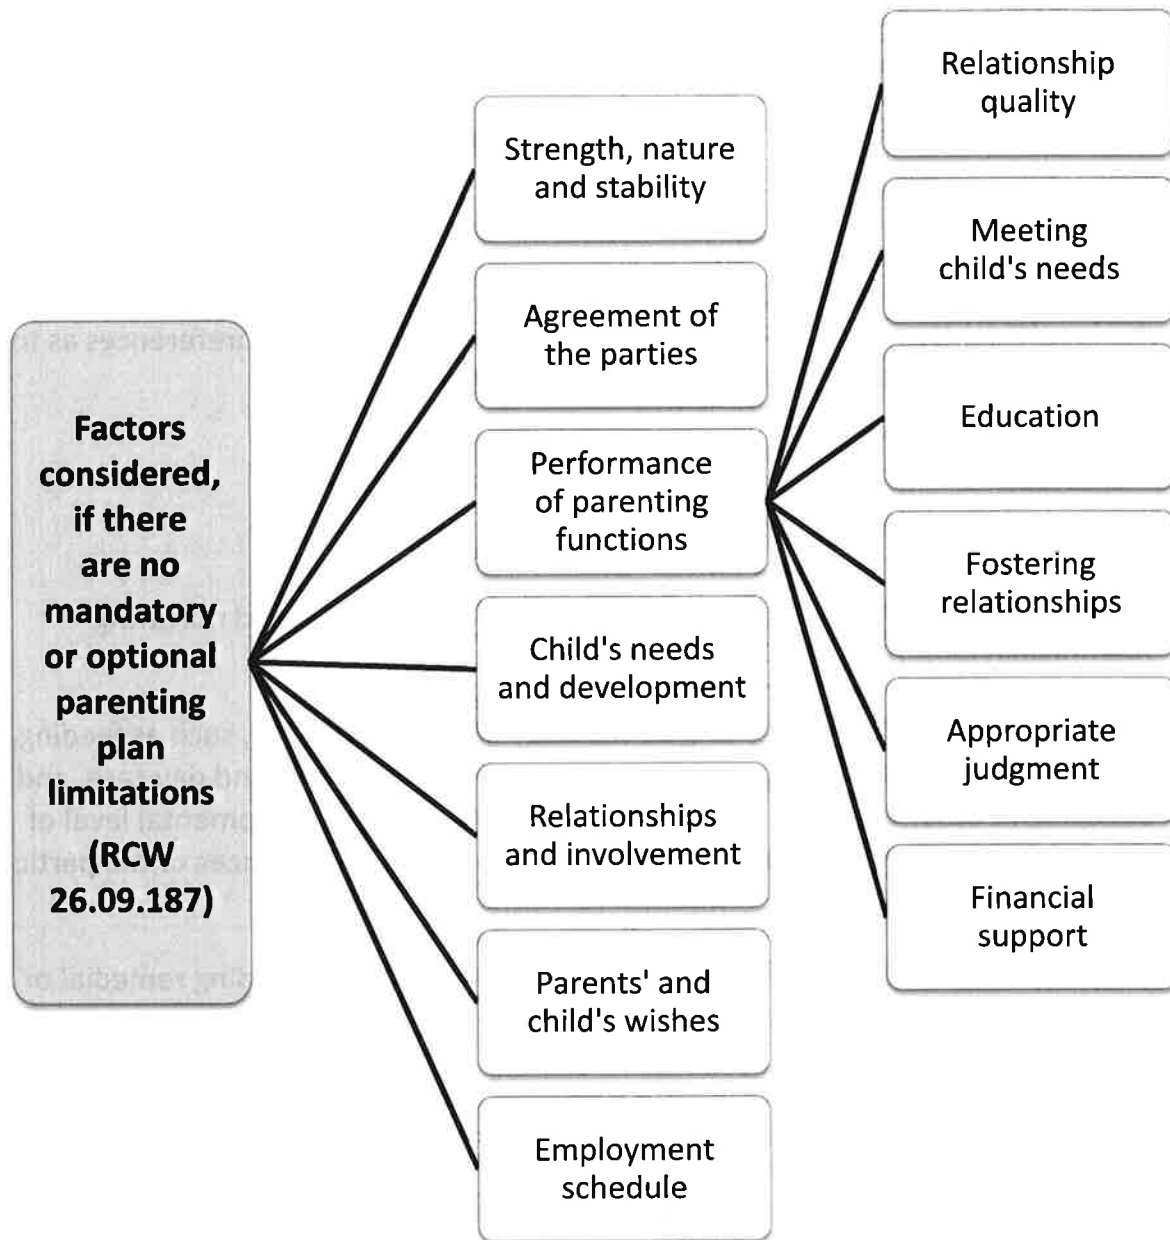 Factors
considered,
if there
are no
mandatory
or optional
parenting
plan
limitations
(RCW
26.09.187)
Strength, nature
and stability
Agreement of
the parties
Performance
of parenting
functions
Child's needs
and development
Relationships
and involvement
Parents' and
child's wishes
Employment
schedule
Relationship
quality
Meeting
child's needs
Education
Fostering
relationships
Appropriate
judgment
Financial
support